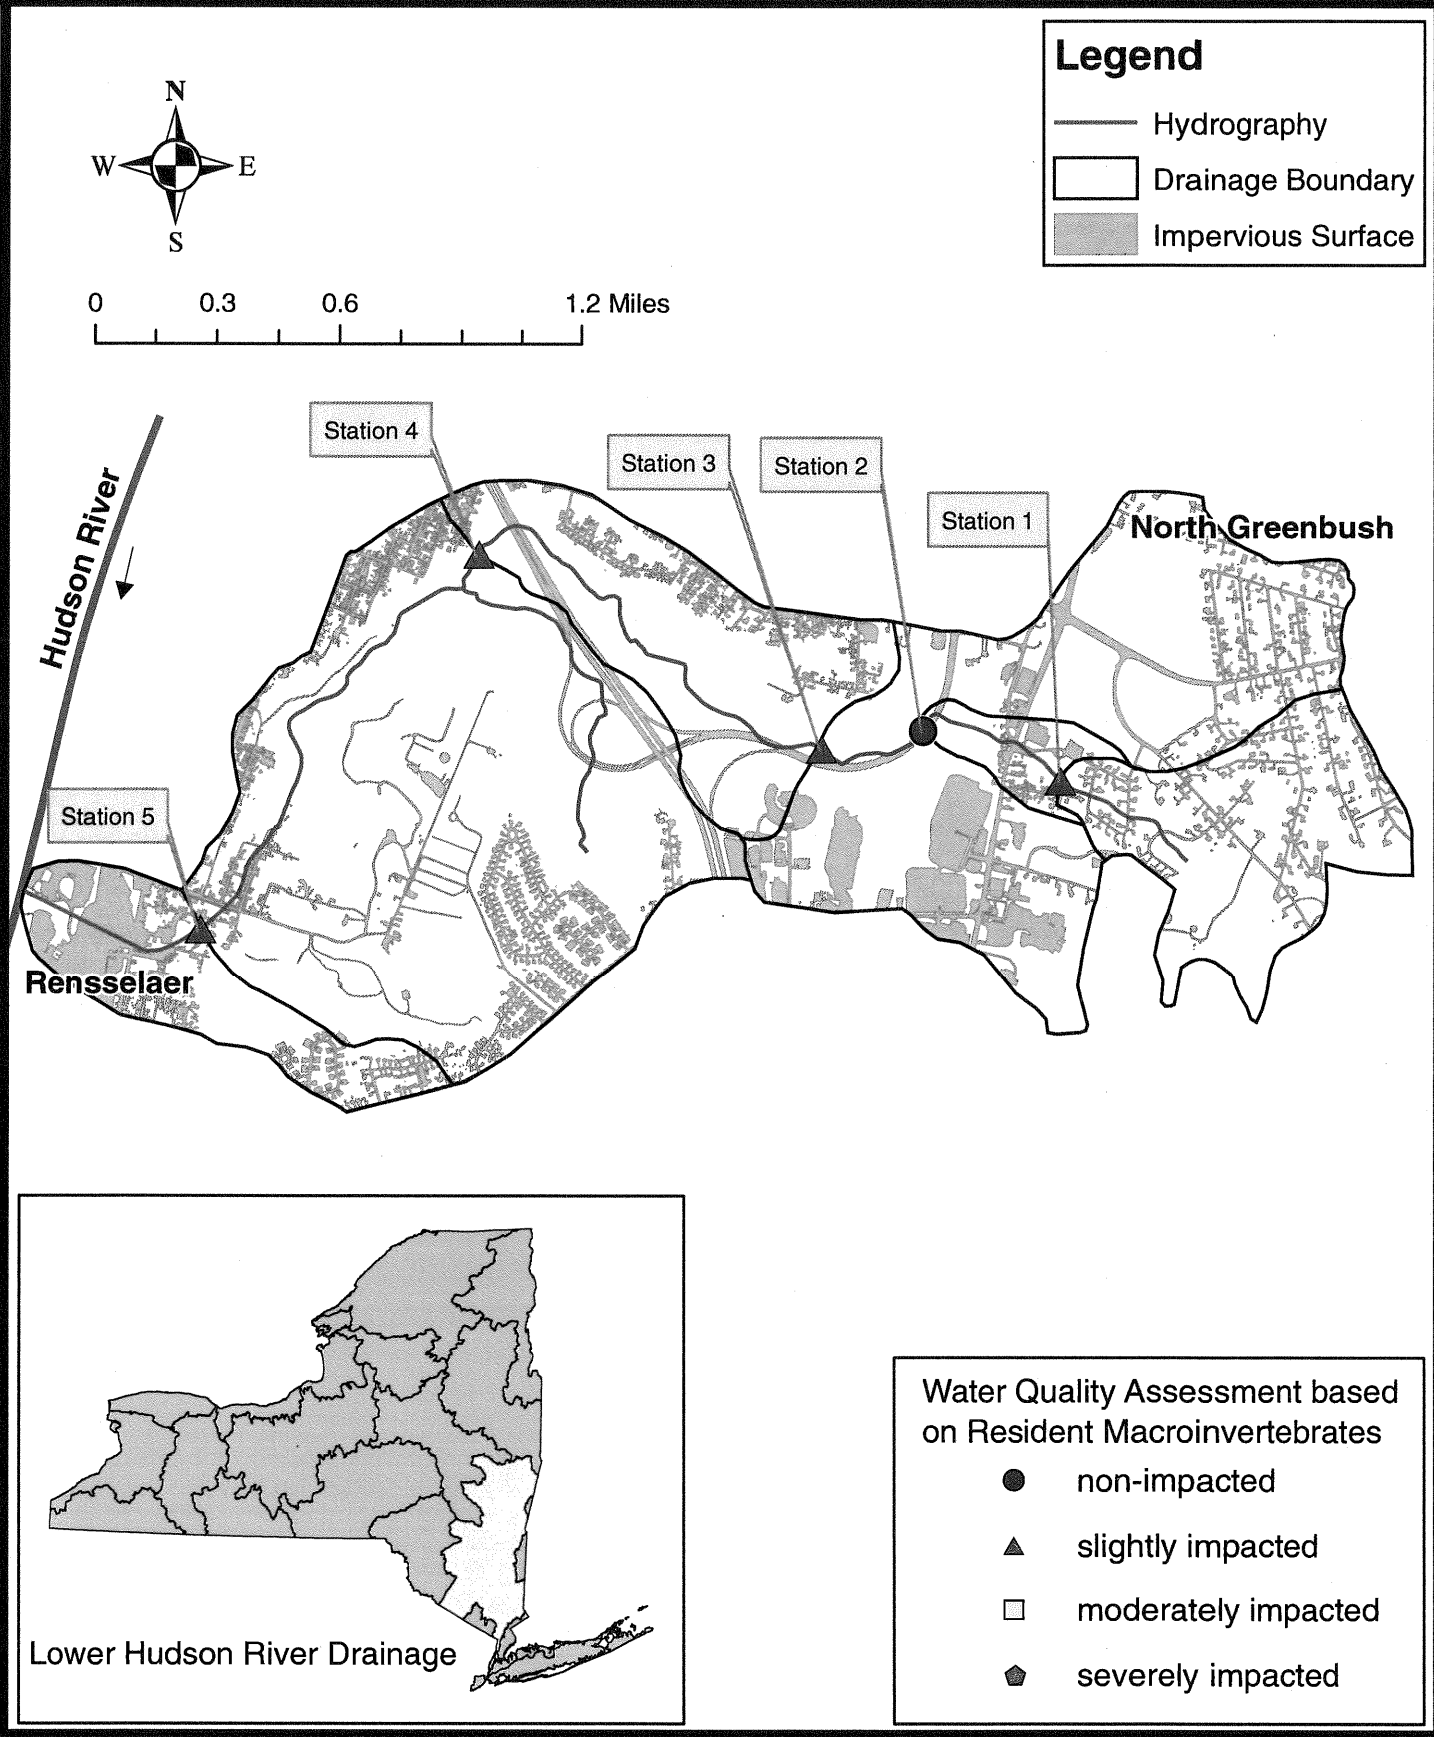 Legend
Hydrography
Drainage Boundary
Impervious Surface
N
W E
S
0 0.3 0.6 1.2 Miles
Station 4
Station 3
Station 2
Station 1
North Greenbush
Hudson River
Station 5
Rensselaer
Lower Hudson River Drainage
Water Quality Assessment based
on Resident Macroinvertebrates
non-impacted
slightly impacted
moderately impacted
severely impacted